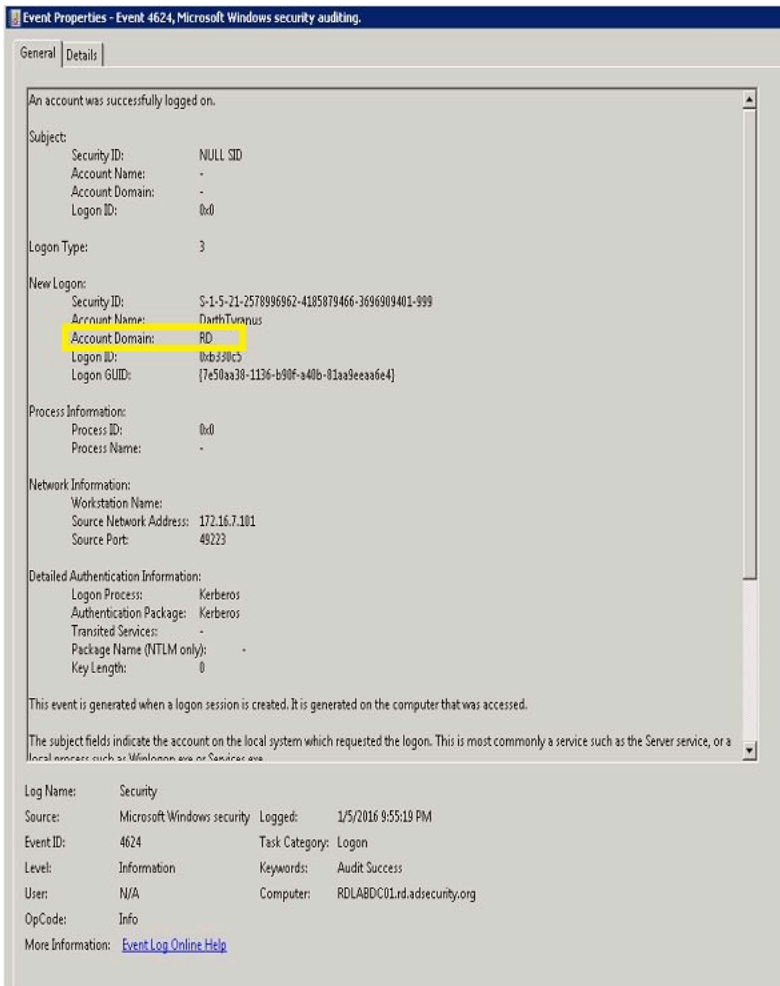 Event Properties - Event 4624, Microsoft Windows security auditing.
General Details
An account was successfully logged on.
Subject:
Security ID: NULL SID
Account Name: -
Account Domain: -
Logon ID: 0x0
Logon Type: 3
New Logon:
Security ID: S-1-5-21-2578996962-4185879466-3696909401-999
Account Name: DarthTyranus
Account Domain: RD
Logon ID: 0xb330c5
Logon GUID: {7e50aa38-1136-b90f-a40b-81aa9eeaa6e4}
Process Information:
Process ID: 0x0
Process Name: -
Network Information:
Workstation Name:
Source Network Address: 172.16.7.101
Source Port: 49223
Detailed Authentication Information:
Logon Process: Kerberos
Authentication Package: Kerberos
Transited Services: -
Package Name (NTLM only): -
Key Length: 0
This event is generated when a logon session is created. It is generated on the computer that was accessed.
The subject fields indicate the account on the local system which requested the logon. This is most commonly a service such as the Server service, or a
local process such as Winlogon.exe or Services.exe.
Log Name: Security
Source: Microsoft Windows security Logged: 1/5/2016 9:55:19 PM
Event ID: 4624 Task Category: Logon
Level: Information Keywords: Audit Success
User: N/A Computer: RDLABDC01.rd.adsecurity.org
OpCode: Info
More Information: Event Log Online Help